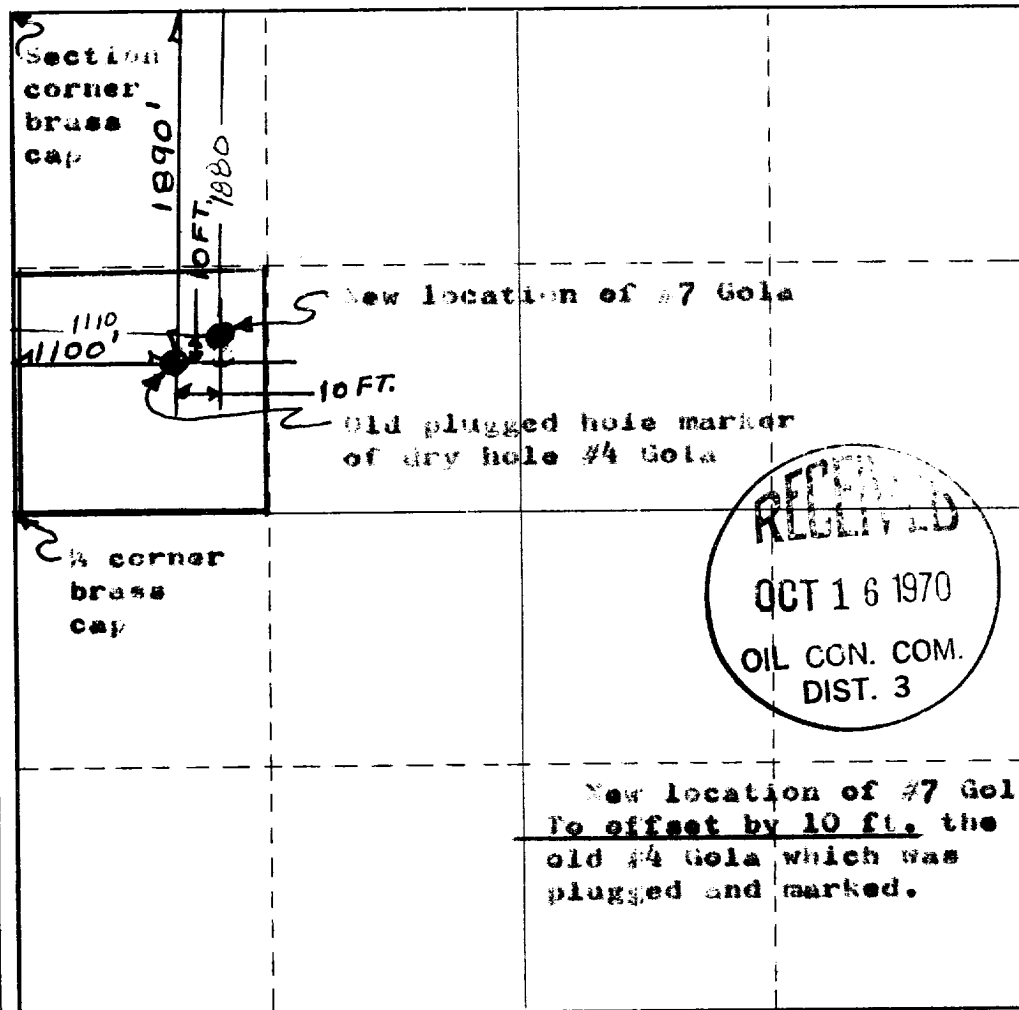 Section
corner
brass
cap
1890'
10FT.
1880
New location of #7 Gola
1110
1100'
10 FT.
Old plugged hole marker
of dry hole #4 Gola
¼ corner
brass
cap
RECEIVED
OCT 16 1970
OIL CON. COM.
DIST. 3
New location of #7 Gol
To offset by 10 ft. the
old #4 Gola which was
plugged and marked.